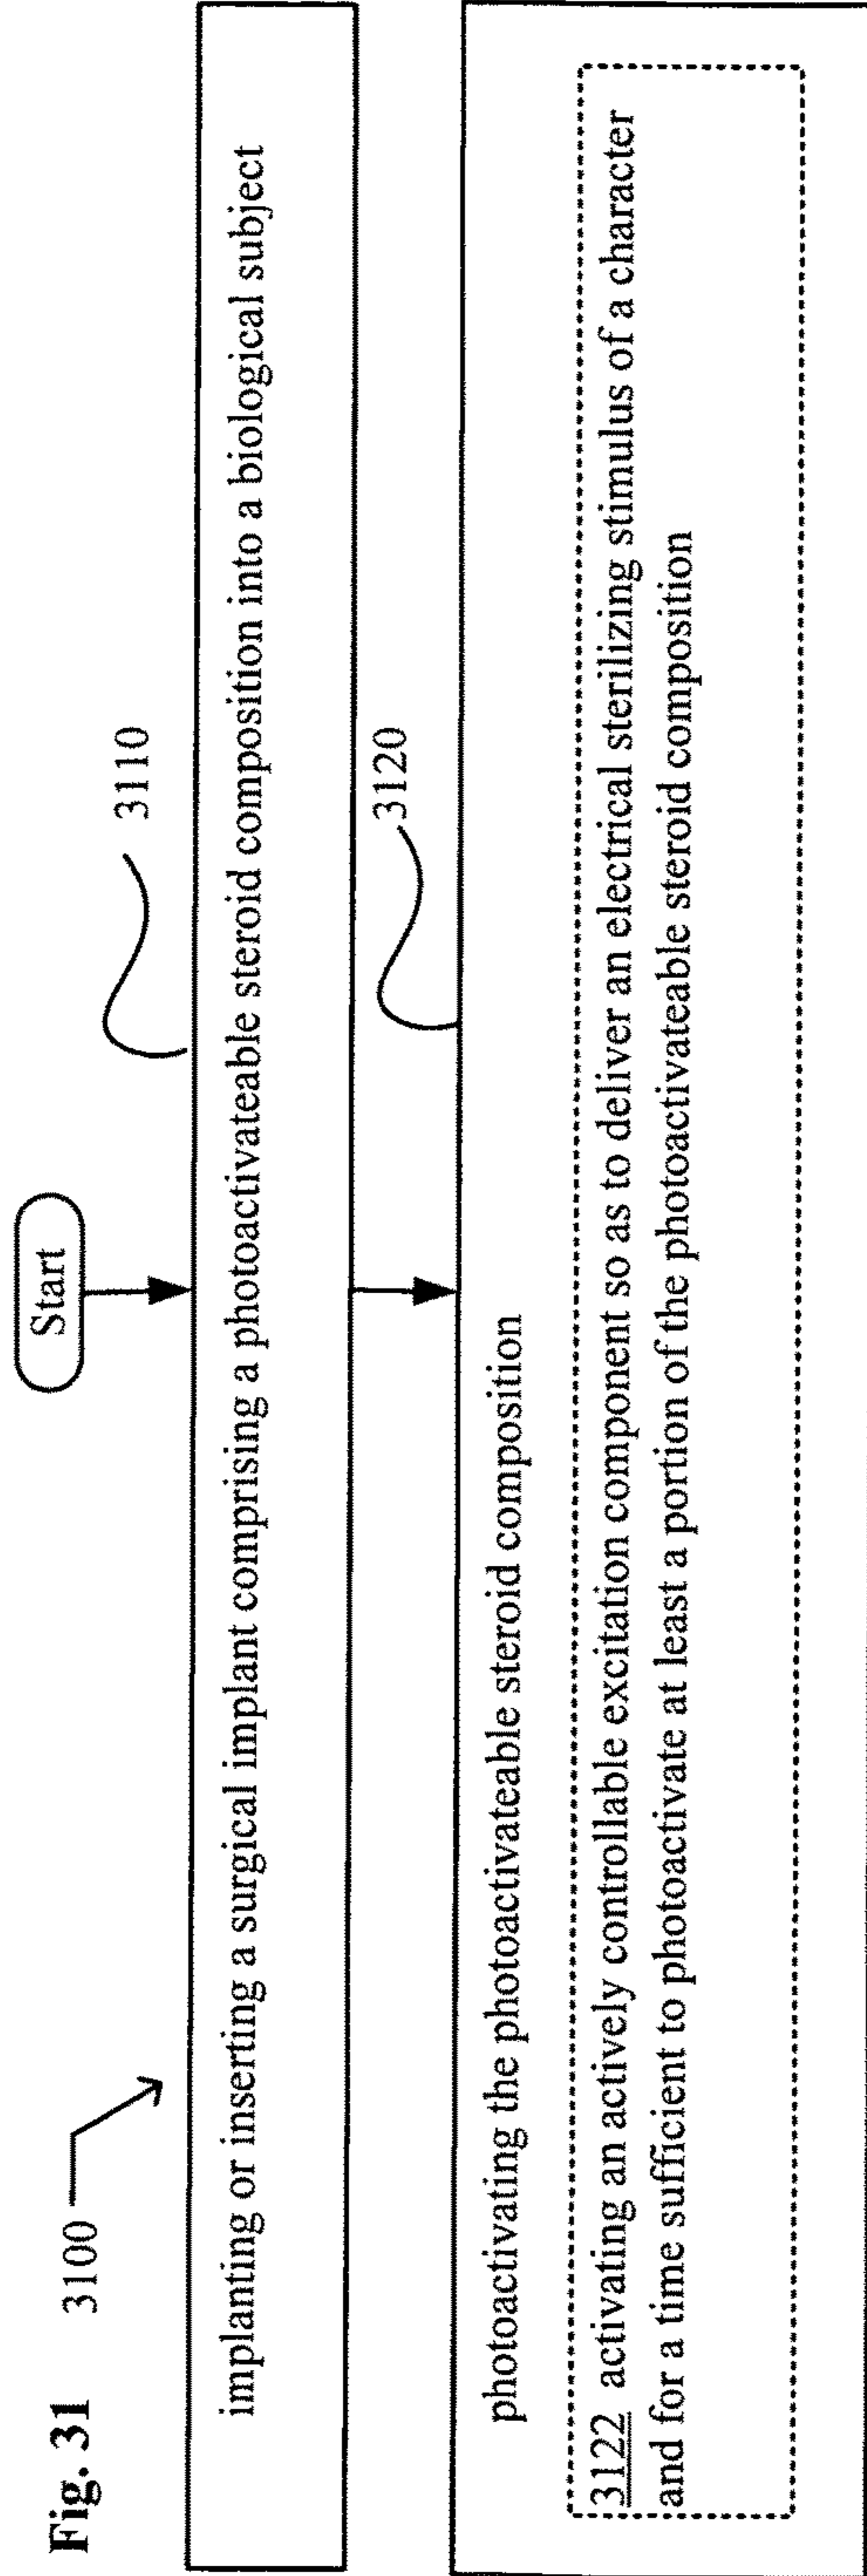 Fig. 31
3100
Start
3110
implanting or inserting a surgical implant comprising a photoactivateable steroid composition into a biological subject
3120
photoactivating the photoactivateable steroid composition
3122 activating an actively controllable excitation component so as to deliver an electrical sterilizing stimulus of a character
and for a time sufficient to photoactivate at least a portion of the photoactivateable steroid composition